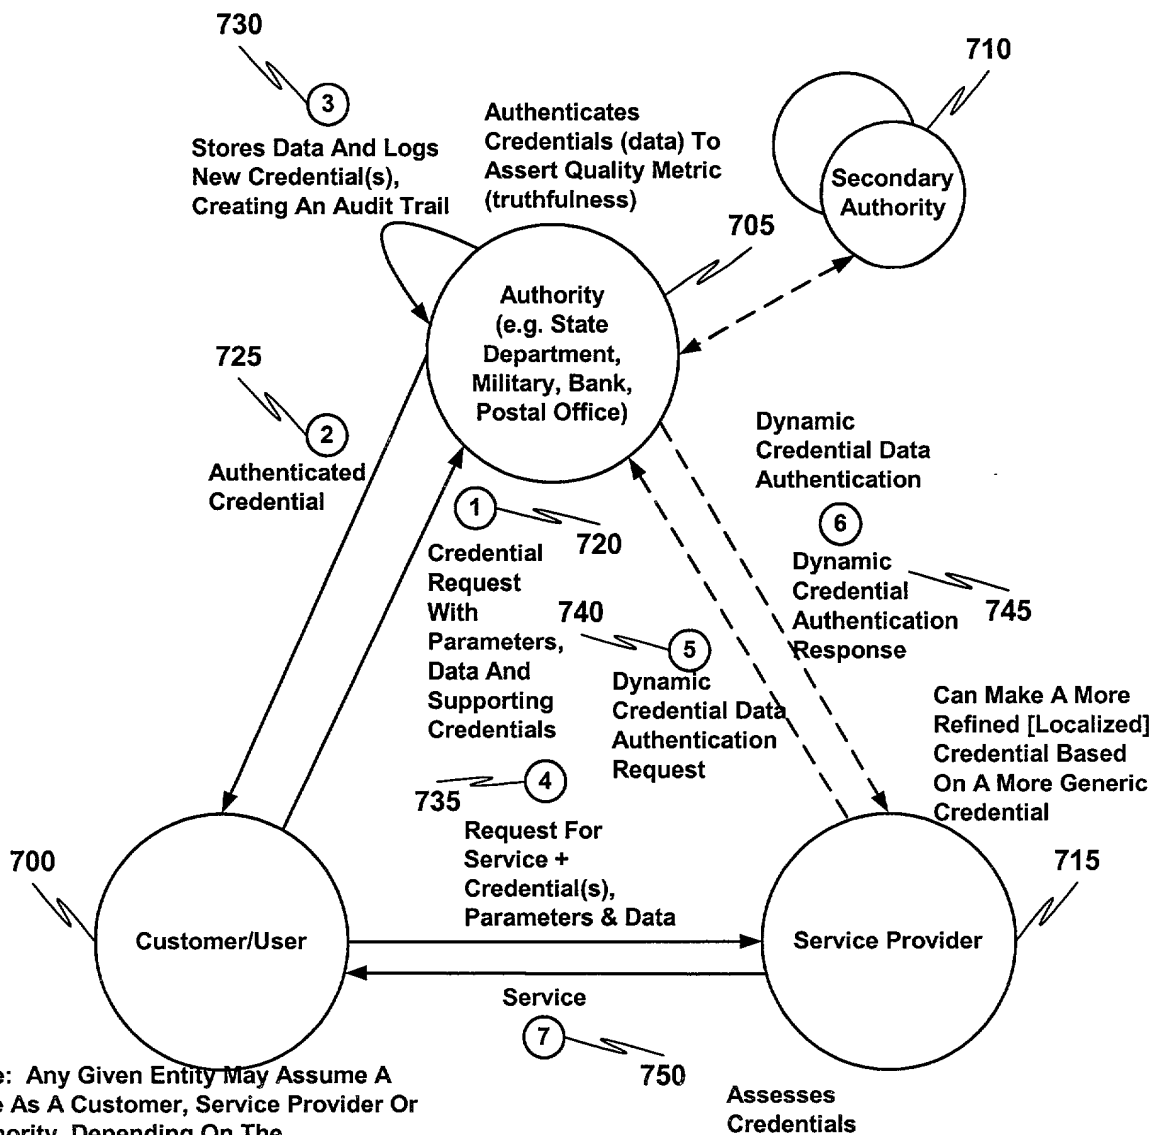 730
710
3
Stores Data And Logs
New Credential(s),
Creating An Audit Trail
Authenticates
Credentials (data) To
Assert Quality Metric
(truthfulness)
Secondary
Authority
705
Authority
(e.g. State
Department,
Military, Bank,
Postal Office)
725
2
Authenticated
Credential
1
720
Credential
Request
With
Parameters,
Data And
Supporting
Credentials
Dynamic
Credential Data
Authentication
6
Dynamic
Credential
Authentication
Response
745
740
5
Dynamic
Credential Data
Authentication
Request
Can Make A More
Refined [Localized]
Credential Based
On A More Generic
Credential
735
4
Request For
Service +
Credential(s),
Parameters & Data
700
Customer/User
715
Service Provider
Service
7
750
Any Given Entity May Assume A
As A Customer, Service Provider Or
Depending On The
Assesses
Credentials